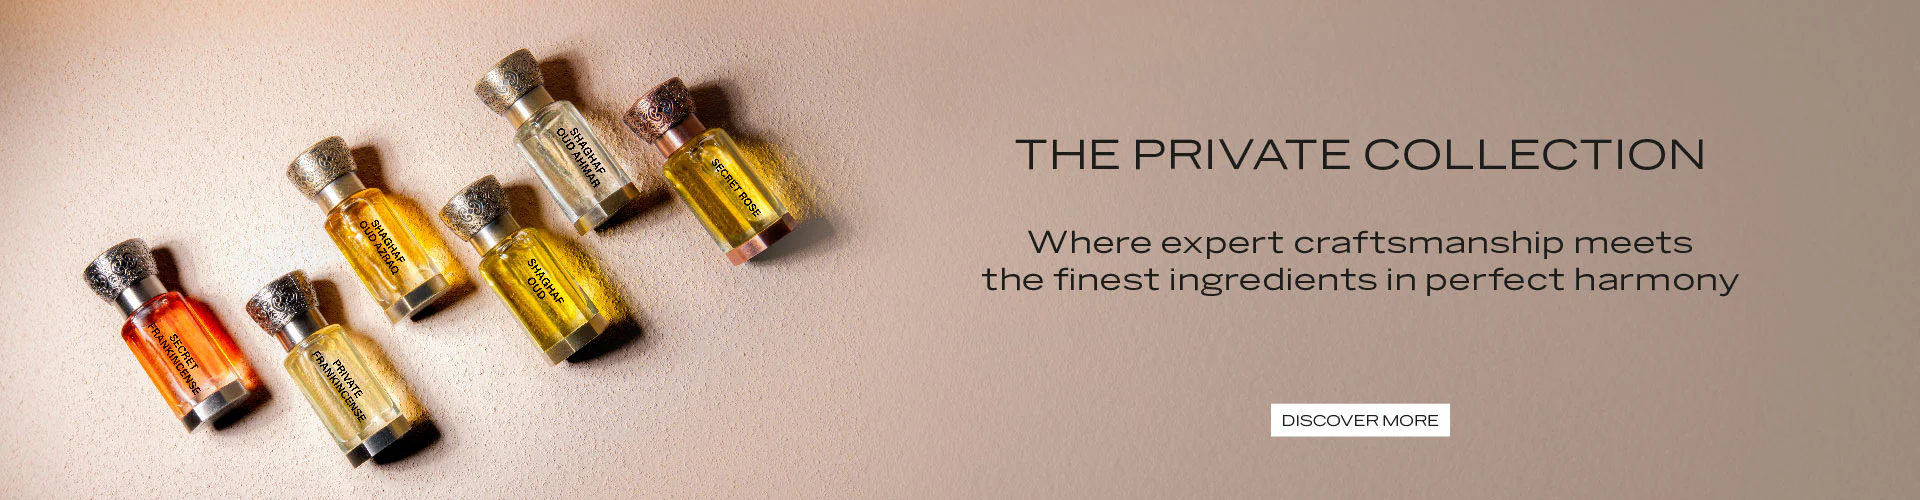 SHAGHAF
OUD AHMAR
SECRET ROSE
SHAGHAF
OUD AZRAQ
SHAGHAF
OUD
SECRET
FRANKINCENSE
PRIVATE
FRANKINCENSE
THE PRIVATE COLLECTION
Where expert craftsmanship meets
the finest ingredients in perfect harmony
DISCOVER MORE